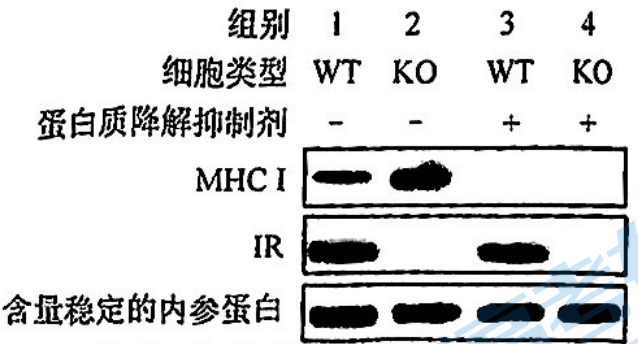 组别 1 2 3 4
细胞类型 WT KO WT KO
蛋白质降解抑制剂 - - + +
MHC I
IR
含量稳定的内参蛋白